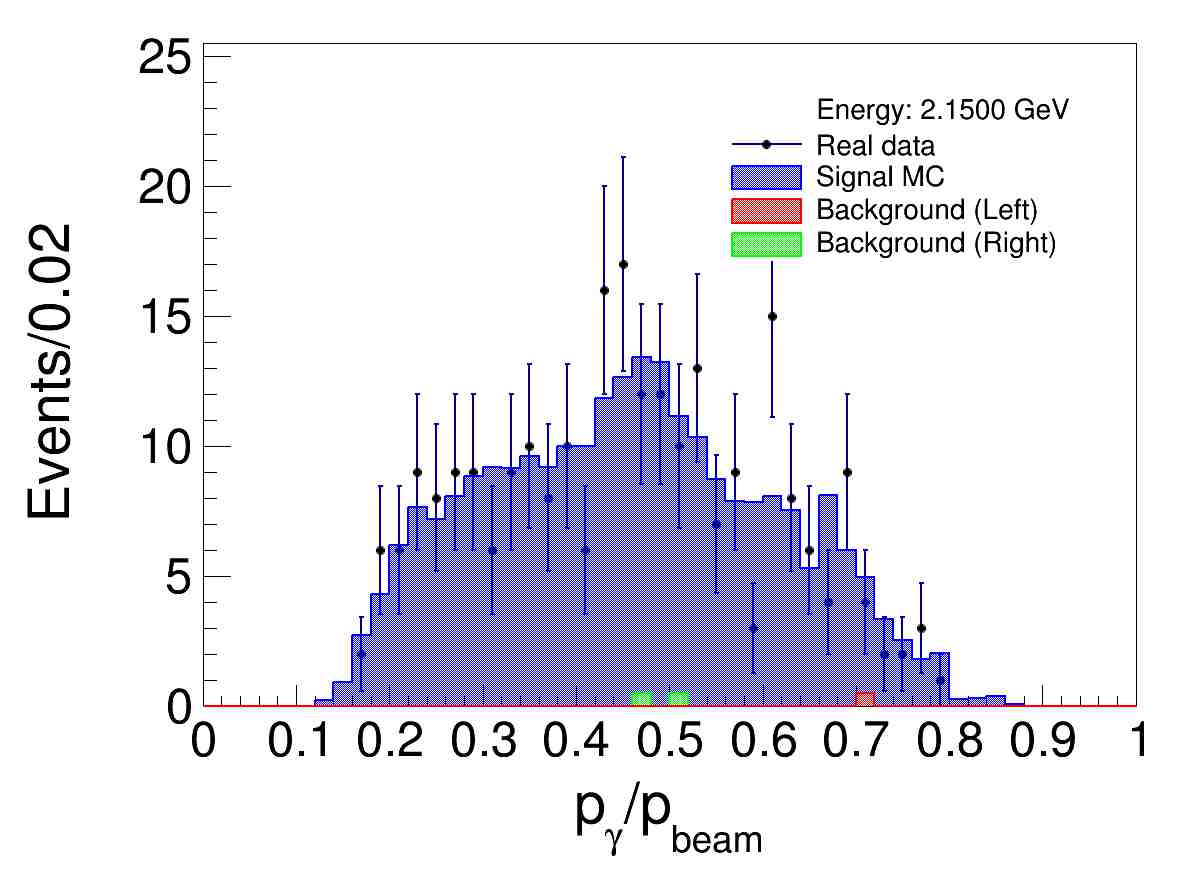 Events/0.02
25
20
15
10
5
0
Energy: 2.1500 GeV
Real data
Signal MC
Background (Left)
Background (Right)
0 0.1 0.2 0.3 0.4 0.5 0.6 0.7 0.8 0.9 1
pγ/pbeam